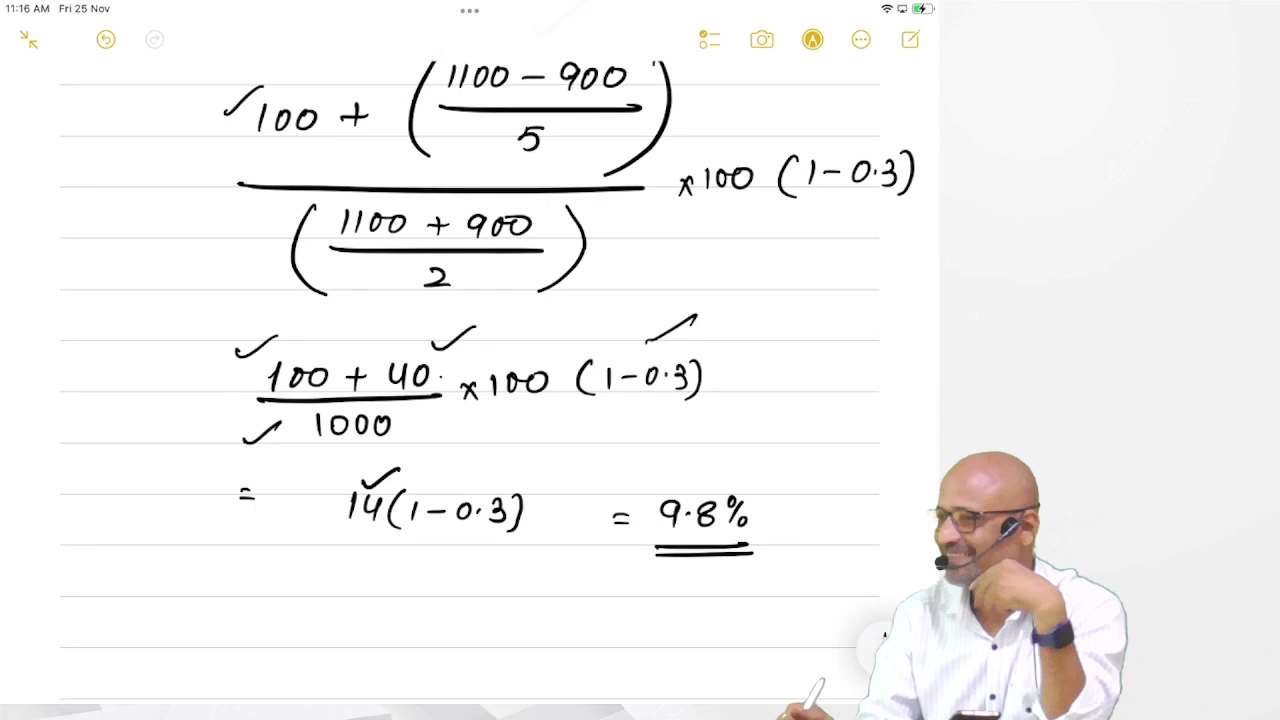 11:16 AM Fri 25 Nov
1100 - 900
✓100 + ( ――― )
5
×100 (1 - 0.3)
( 1100 + 900 )
2
✓ ✓ ✓
100 + 40. ×100 (1 - 0.3)
✓ 1000
✓
= 14(1 - 0.3) = 9.8%